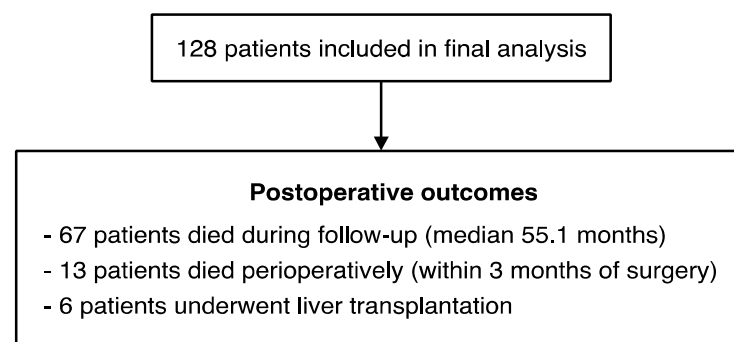 128 patients included in final analysis
Postoperative outcomes
- 67 patients died during follow-up (median 55.1 months)
- 13 patients died perioperatively (within 3 months of surgery)
- 6 patients underwent liver transplantation